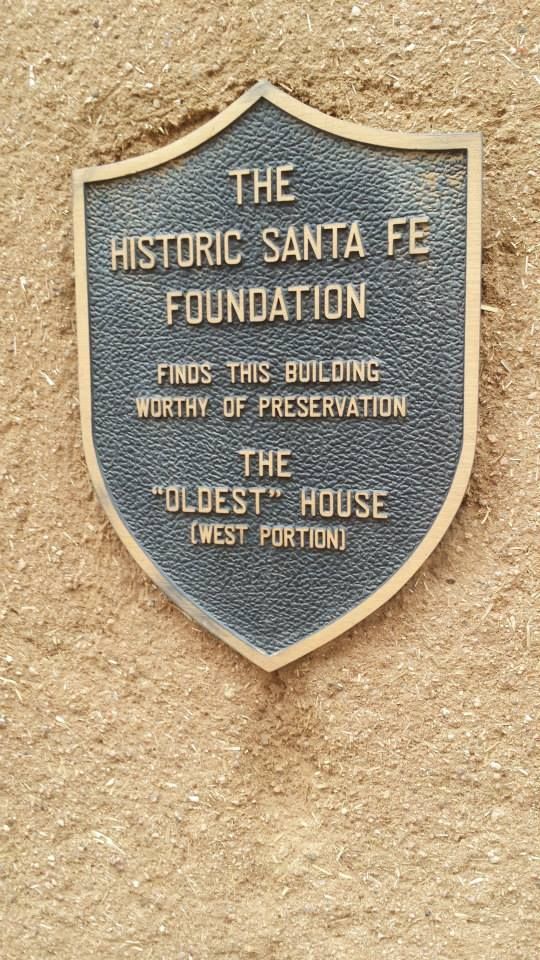 THE
HISTORIC SANTA FE
FOUNDATION
FINDS THIS BUILDING
WORTHY OF PRESERVATION
THE
"OLDEST" HOUSE
(WEST PORTION)